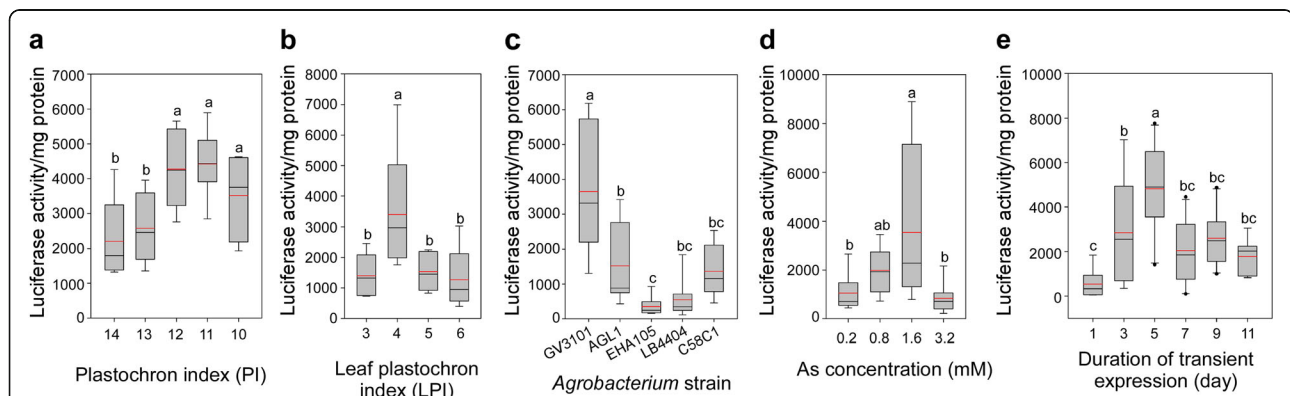 a
Luciferase activity/mg protein
7000
6000
5000
4000
3000
2000
1000
0
b
b
a
a
a
14 13 12 11 10
Plastochron index (PI)
b
Luciferase activity/mg protein
8000
7000
6000
5000
4000
3000
2000
1000
0
b
a
b
b
3 4 5 6
Leaf plastochron
index (LPI)
c
Luciferase activity/mg protein
7000
6000
5000
4000
3000
2000
1000
0
a
b
c
bc
bc
GV3101 AGL1 EHA105 LB4404 C58C1
Agrobacterium strain
d
Luciferase activity/mg protein
10000
8000
6000
4000
2000
0
b
ab
a
b
0.2 0.8 1.6 3.2
As concentration (mM)
e
Luciferase activity/mg protein
10000
8000
6000
4000
2000
0
c
b
a
bc
bc
bc
1 3 5 7 9 11
Duration of transient
expression (day)